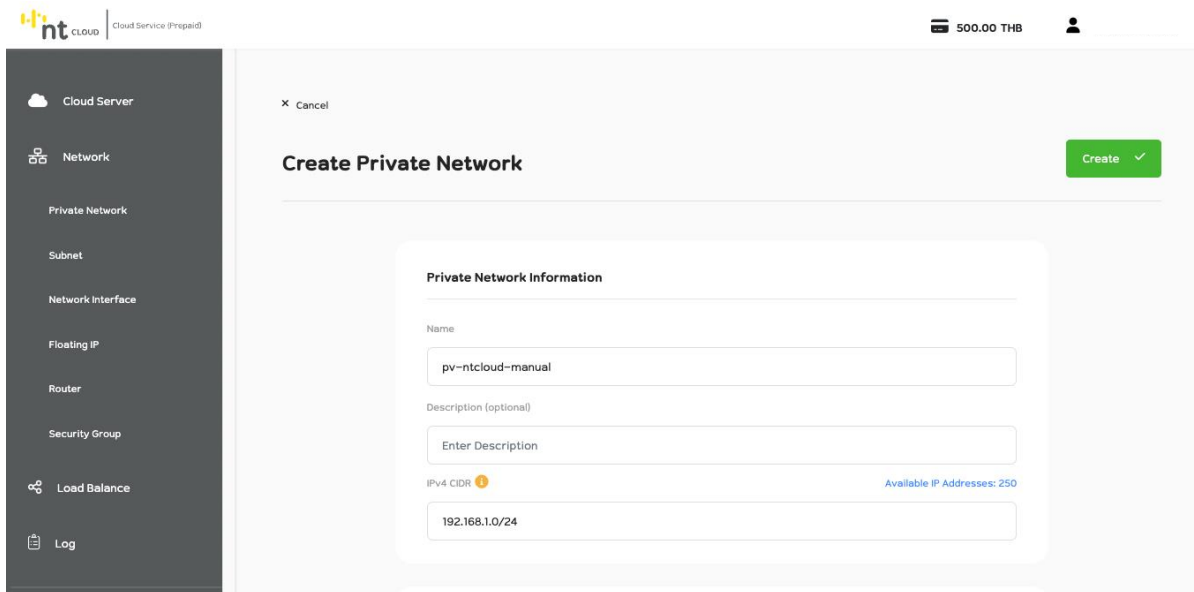 nt CLOUD Cloud Service (Prepaid)
500.00 THB
Cloud Server
Network
Private Network
Subnet
Network Interface
Floating IP
Router
Security Group
Load Balance
Log
× Cancel
Create Private Network
Create
Private Network Information
Name
pv-ntcloud-manual
Description (optional)
Enter Description
IPv4 CIDR
Available IP Addresses: 250
192.168.1.0/24